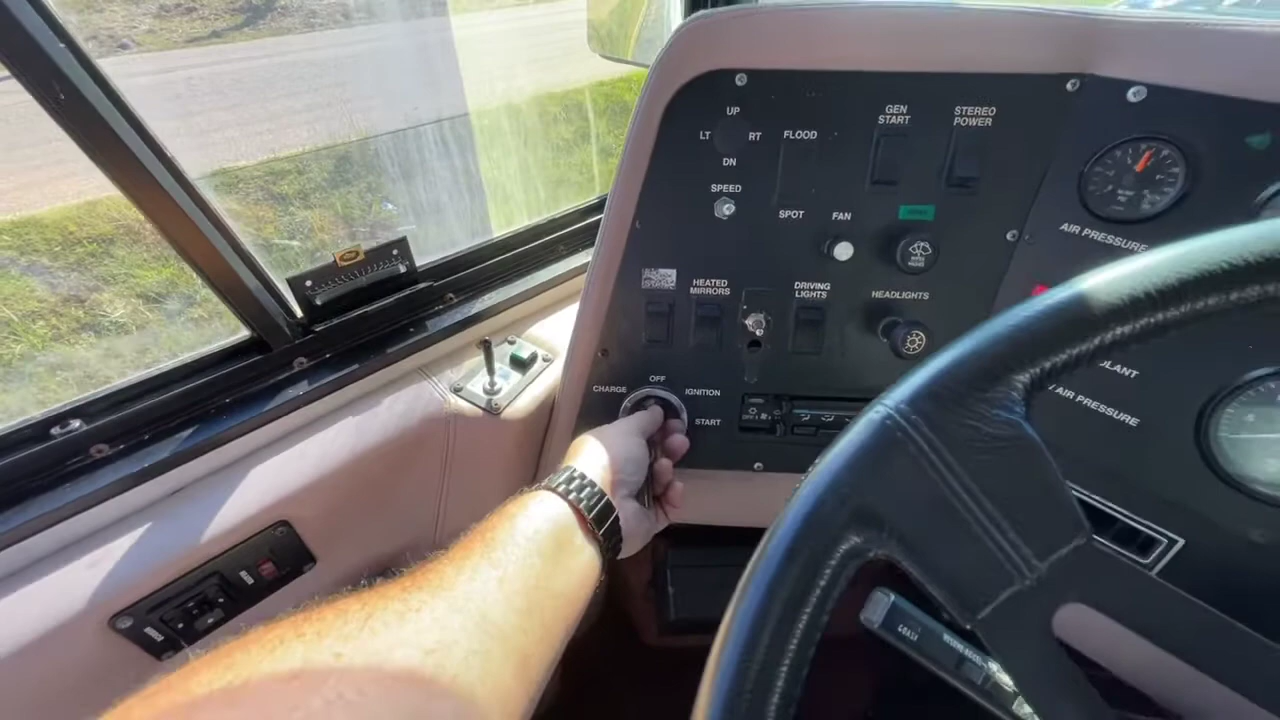 UP
LT RT
DN
SPEED
FLOOD
SPOT
GEN
START
STEREO
POWER
FAN
HEATED
MIRRORS
DRIVING
LIGHTS
HEADLIGHTS
OFF
CHARGE IGNITION
START
AIR PRESSURE
OLANT
AIR PRESSURE